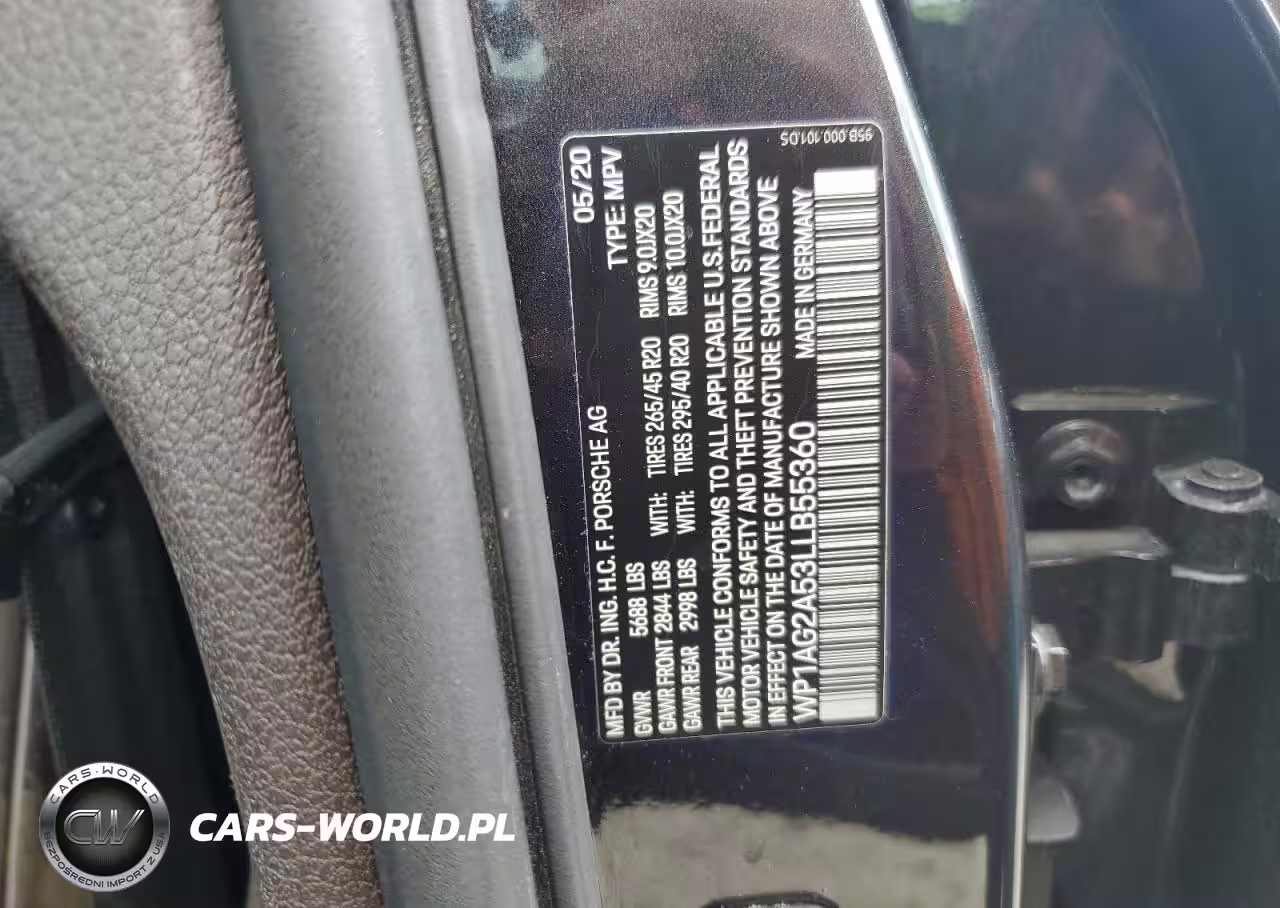 MFD BY DR. ING. H.C. F. PORSCHE AG 05/20
GVWR 5688 LBS TYPE: MPV
GAWR FRONT 2844 LBS WITH: TIRES 265/45 R20 RIMS 9.0JX20
GAWR REAR 2998 LBS WITH: TIRES 295/40 R20 RIMS 10.0JX20
THIS VEHICLE CONFORMS TO ALL APPLICABLE U.S.FEDERAL
MOTOR VEHICLE SAFETY AND THEFT PREVENTION STANDARDS
IN EFFECT ON THE DATE OF MANUFACTURE SHOWN ABOVE
WP1AG2A53LLB55360 MADE IN GERMANY
95B.000.101.DS
CARS-WORLD
CW
BEZPOŚREDNI IMPORT Z USA
CARS-WORLD.PL